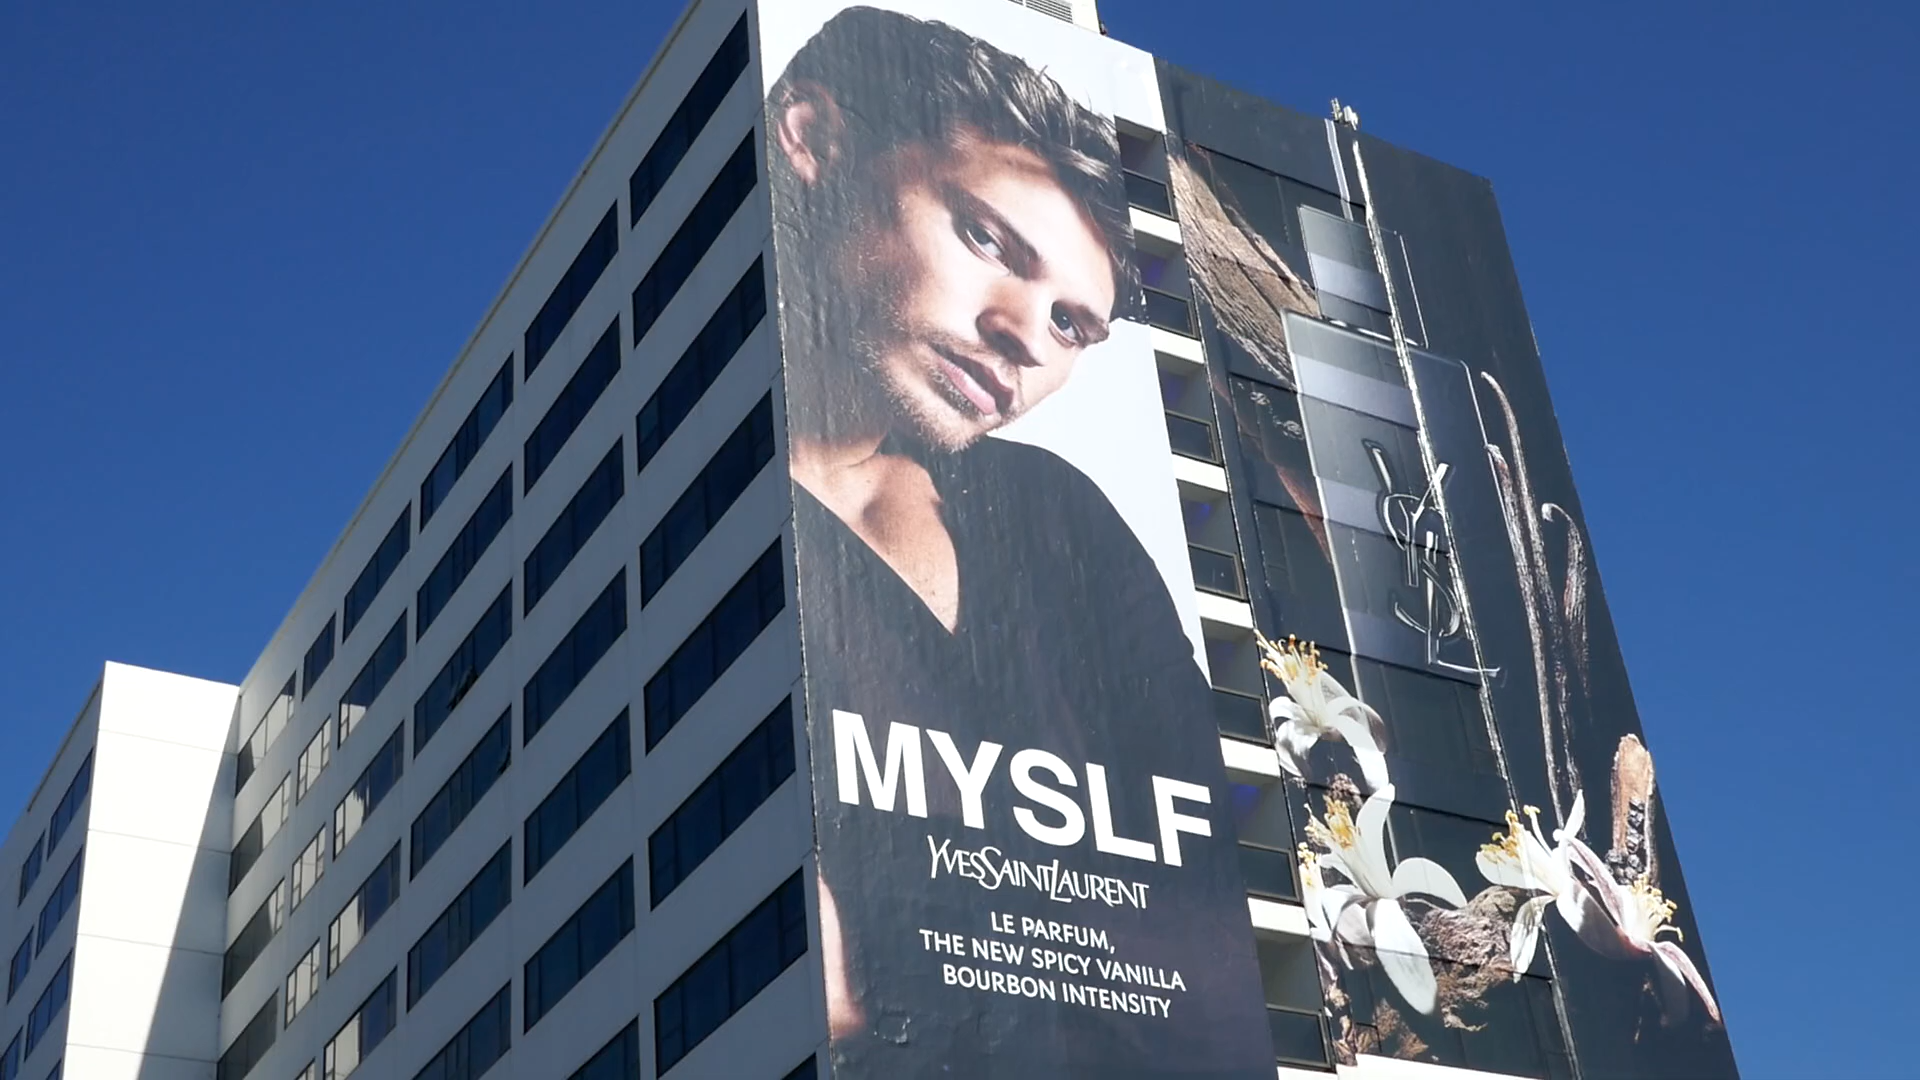 MYSLF
YVESSAINTLAURENT
LE PARFUM,
THE NEW SPICY VANILLA
BOURBON INTENSITY
YSL